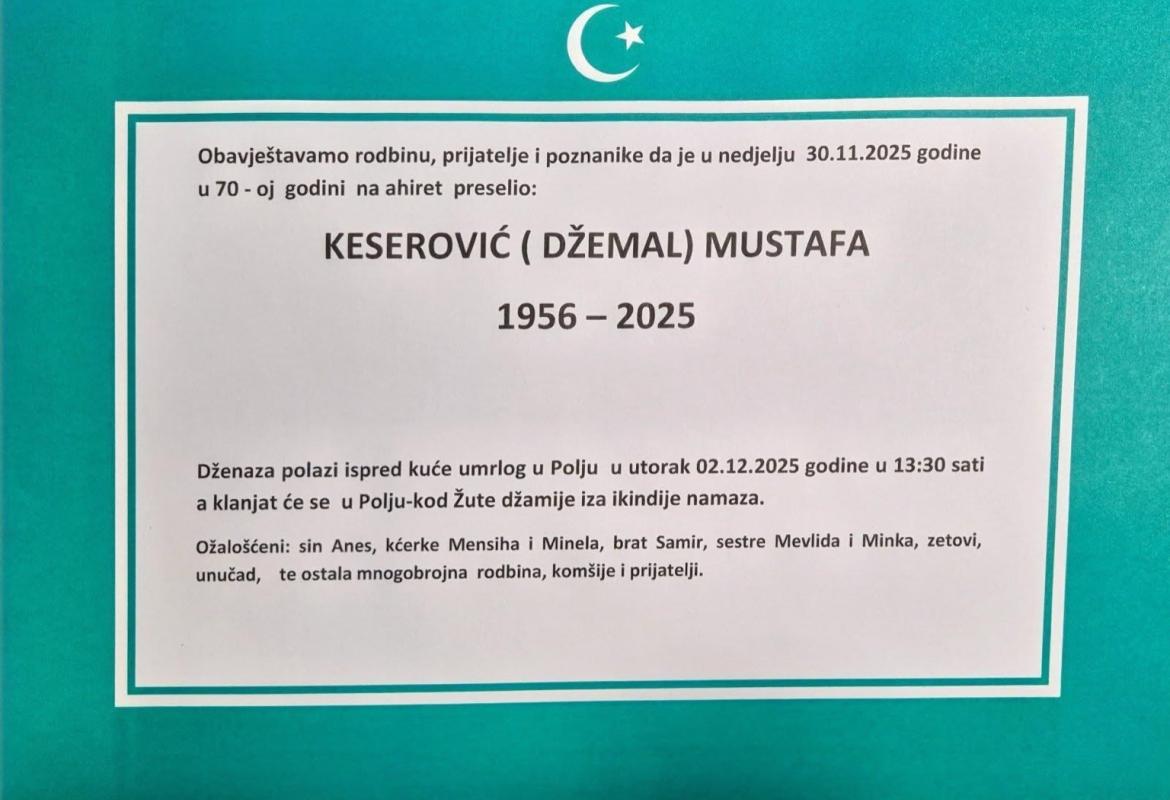 Obavještavamo rodbinu, prijatelje i poznanike da je u nedjelju 30.11.2025 godine
u 70 - oj godini na ahiret preselio:
KESEROVIĆ ( DŽEMAL) MUSTAFA
1956 – 2025
Dženaza polazi ispred kuće umrlog u Polju u utorak 02.12.2025 godine u 13:30 sati
a klanjat će se u Polju-kod Žute džamije iza ikindije namaza.
Ožalošćeni: sin Anes, kćerke Mensiha i Minela, brat Samir, sestre Mevlida i Minka, zetovi,
unučad, te ostala mnogobrojna rodbina, komšije i prijatelji.